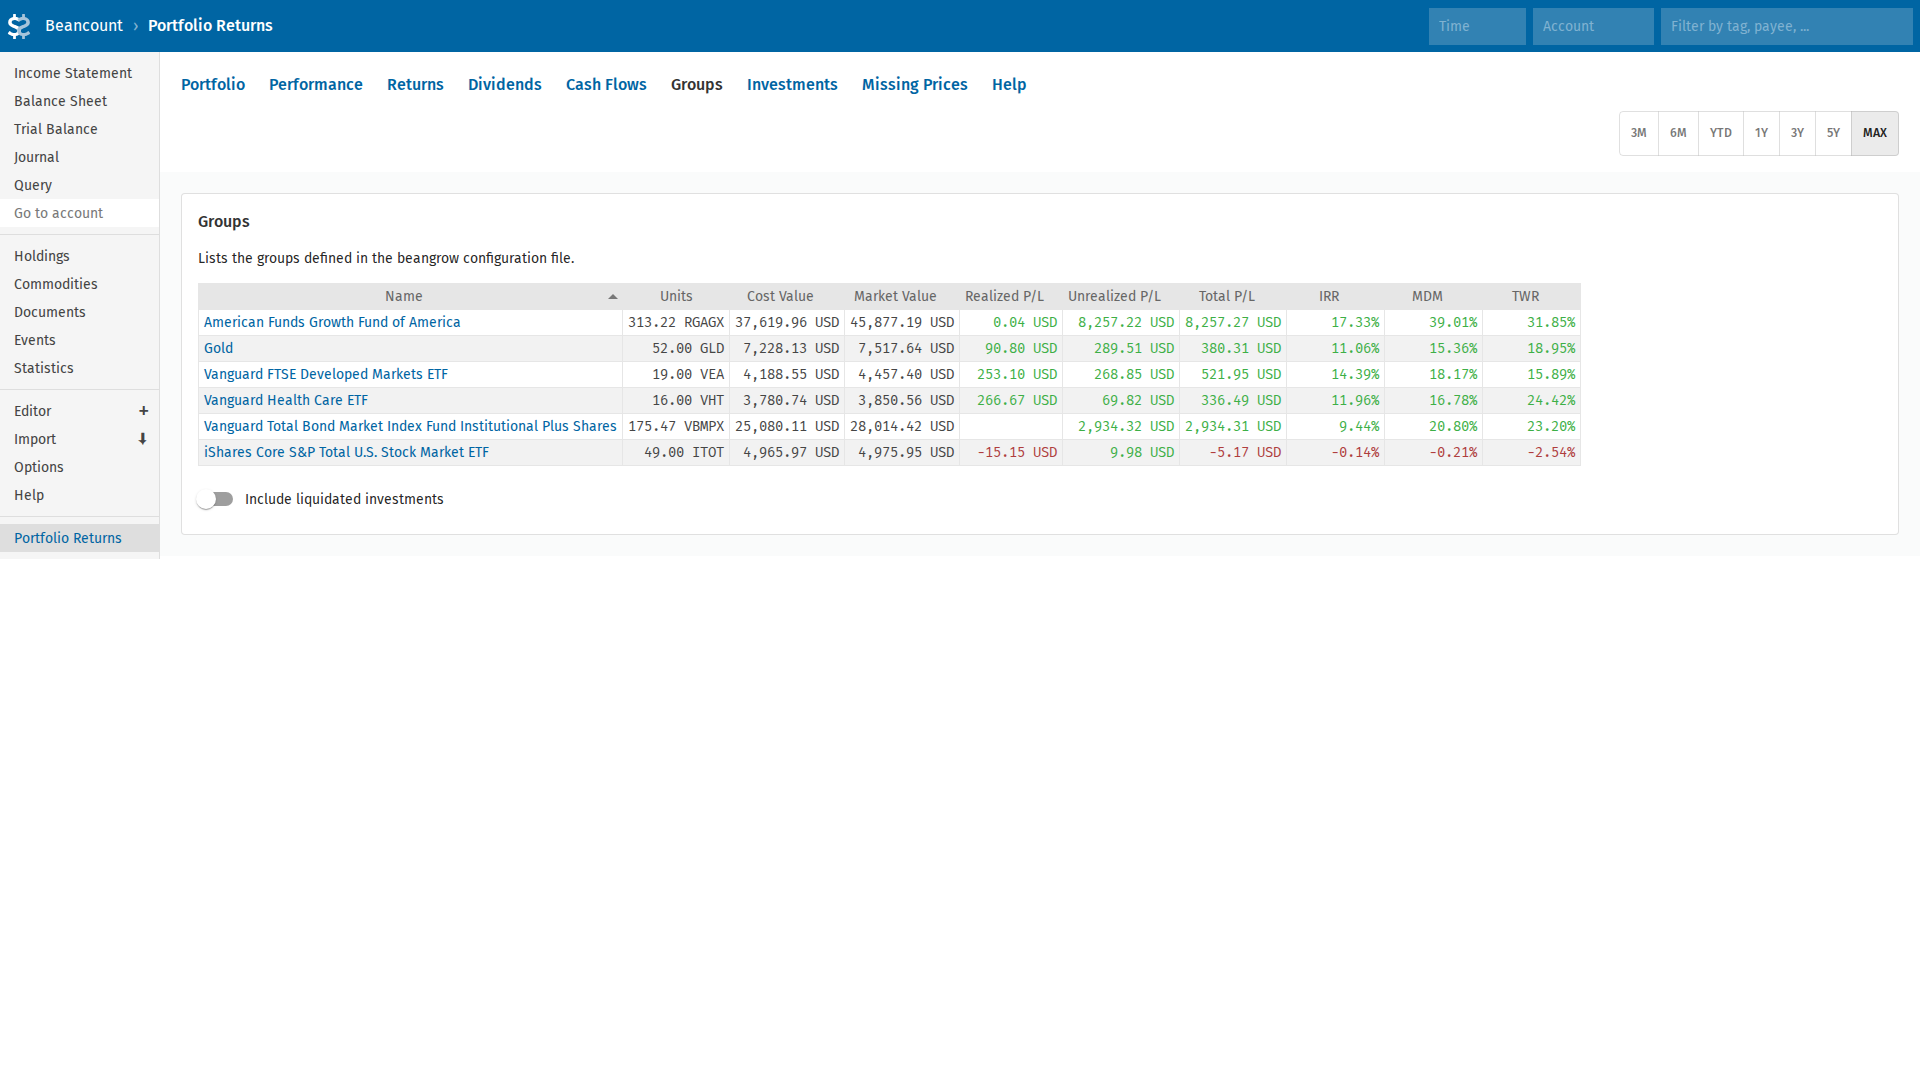 Beancount › Portfolio Returns
Time
Account
Filter by tag, payee, ...
Income Statement
Balance Sheet
Trial Balance
Journal
Query
Go to account
Holdings
Commodities
Documents
Events
Statistics
Editor +
Import
Options
Help
Portfolio Returns
Portfolio Performance Returns Dividends Cash Flows Groups Investments Missing Prices Help
3M 6M YTD 1Y 3Y 5Y MAX
Groups
Lists the groups defined in the beangrow configuration file.
Name Units Cost Value Market Value Realized P/L Unrealized P/L Total P/L IRR MDM TWR
American Funds Growth Fund of America 313.22 RGAGX 37,619.96 USD 45,877.19 USD 0.04 USD 8,257.22 USD 8,257.27 USD 17.33% 39.01% 31.85%
Gold 52.00 GLD 7,228.13 USD 7,517.64 USD 90.80 USD 289.51 USD 380.31 USD 11.06% 15.36% 18.95%
Vanguard FTSE Developed Markets ETF 19.00 VEA 4,188.55 USD 4,457.40 USD 253.10 USD 268.85 USD 521.95 USD 14.39% 18.17% 15.89%
Vanguard Health Care ETF 16.00 VHT 3,780.74 USD 3,850.56 USD 266.67 USD 69.82 USD 336.49 USD 11.96% 16.78% 24.42%
Vanguard Total Bond Market Index Fund Institutional Plus Shares 175.47 VBMPX 25,080.11 USD 28,014.42 USD 2,934.32 USD 2,934.31 USD 9.44% 20.80% 23.20%
iShares Core S&P Total U.S. Stock Market ETF 49.00 ITOT 4,965.97 USD 4,975.95 USD -15.15 USD 9.98 USD -5.17 USD -0.14% -0.21% -2.54%
Include liquidated investments